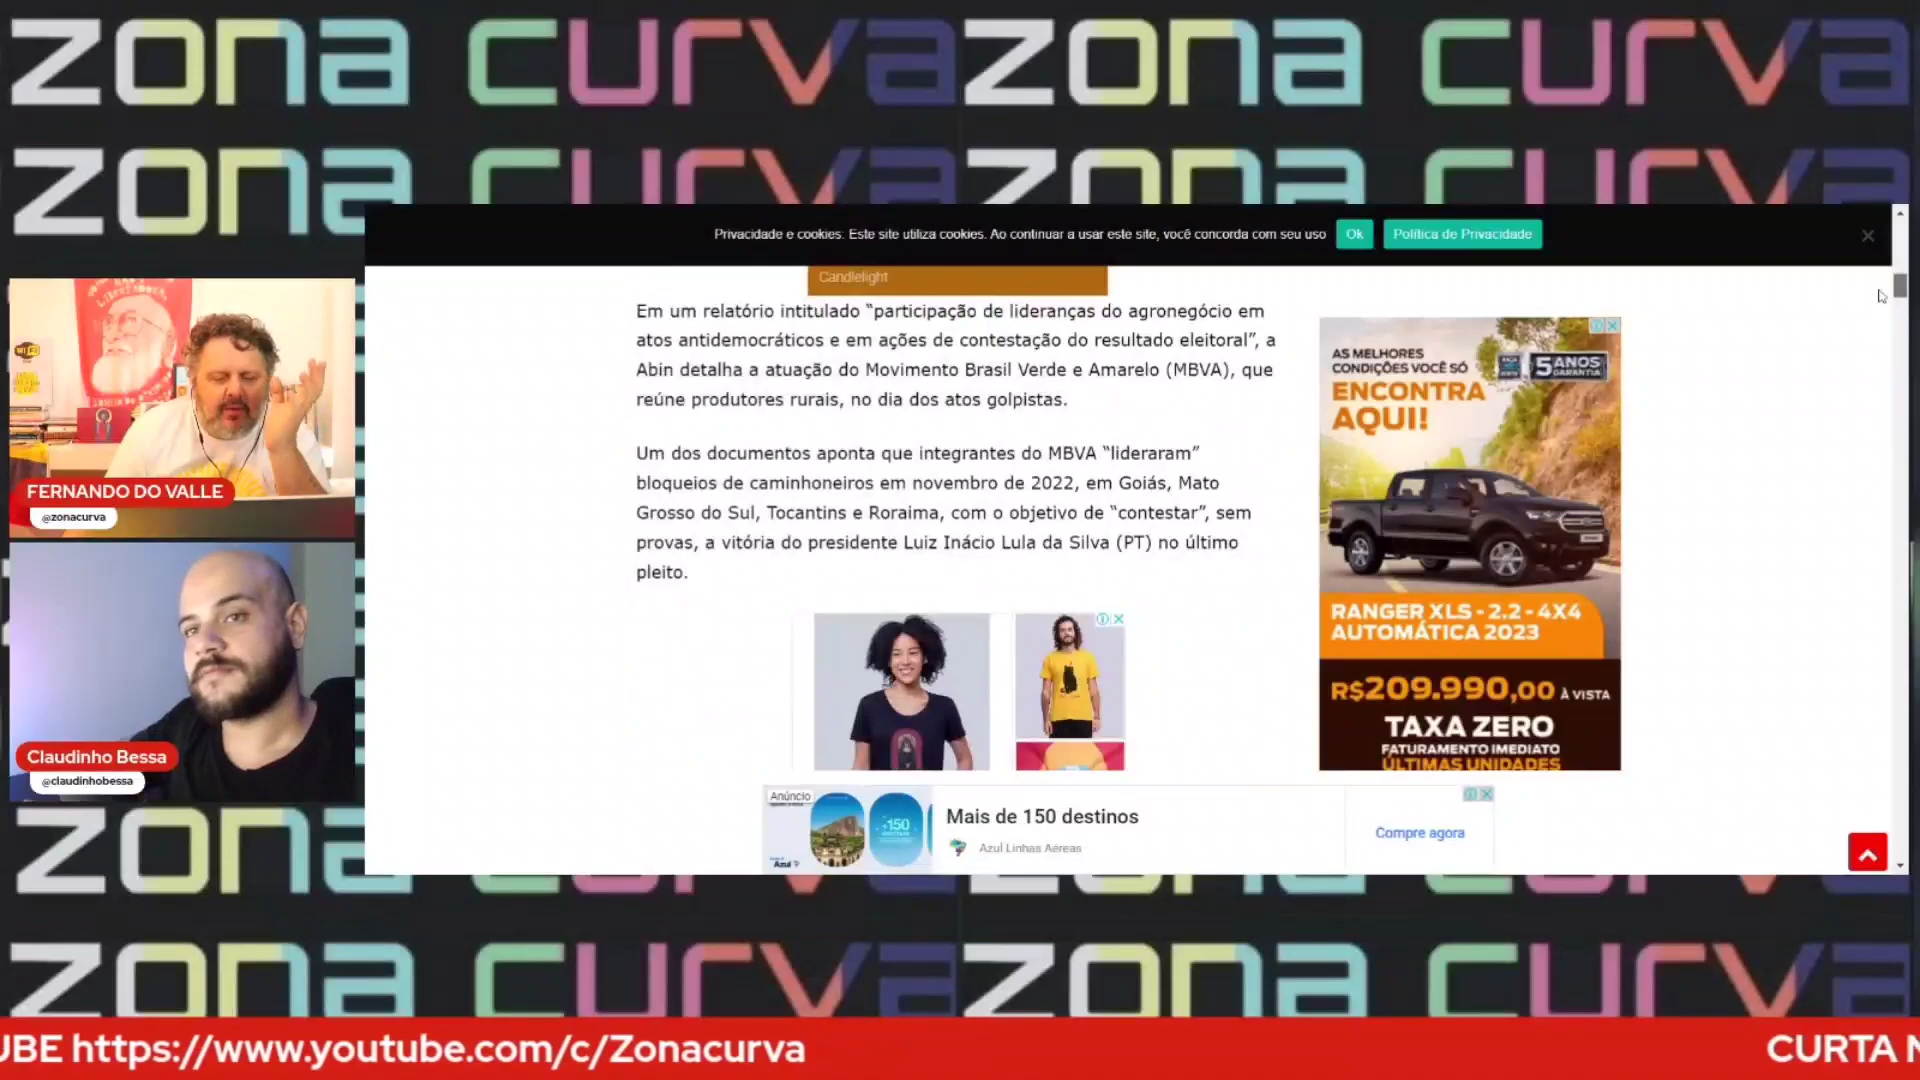 zona curva zona curva
zona curva zona curva
Privacidade e cookies: Este site utiliza cookies. Ao continuar a usar este site, você concorda com seu uso
Ok
Política de Privacidade
Candlelight
Em um relatório intitulado “participação de lideranças do agronegócio em
atos antidemocráticos e em ações de contestação do resultado eleitoral”, a
Abin detalha a atuação do Movimento Brasil Verde e Amarelo (MBVA), que
reúne produtores rurais, no dia dos atos golpistas.
Um dos documentos aponta que integrantes do MBVA “lideraram”
bloqueios de caminhoneiros em novembro de 2022, em Goiás, Mato
Grosso do Sul, Tocantins e Roraima, com o objetivo de “contestar”, sem
provas, a vitória do presidente Luiz Inácio Lula da Silva (PT) no último
pleito.
AS MELHORES
CONDIÇÕES VOCÊ SÓ
ENCONTRA
AQUI!
5 ANOS
GARANTIA
RANGER XLS - 2.2 - 4X4
AUTOMÁTICA 2023
R$209.990,00 À VISTA
TAXA ZERO
FATURAMENTO IMEDIATO
ÚLTIMAS UNIDADES
FERNANDO DO VALLE
@zonacurva
Claudinho Bessa
@claudinhobessa
Anúncio
+150
Azul
Mais de 150 destinos
Azul Linhas Aéreas
Compre agora
zona curva zona curva
zona curva zona curva
UBE https://www.youtube.com/c/Zonacurva
CURTA N